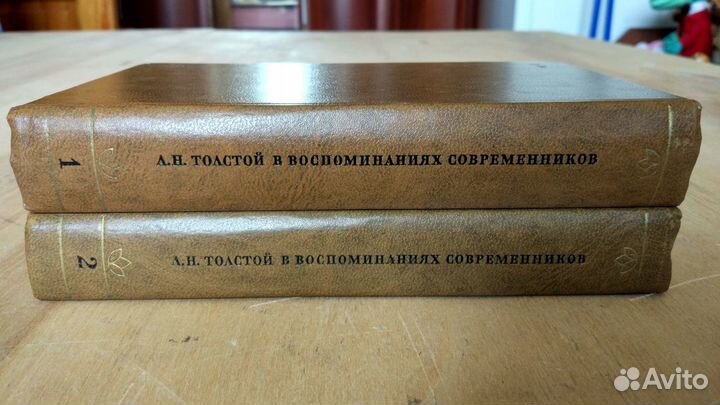 1
Л.Н. ТОЛСТОЙ В ВОСПОМИНАНИЯХ СОВРЕМЕННИКОВ
2
Л.Н. ТОЛСТОЙ В ВОСПОМИНАНИЯХ СОВРЕМЕННИКОВ
Avito